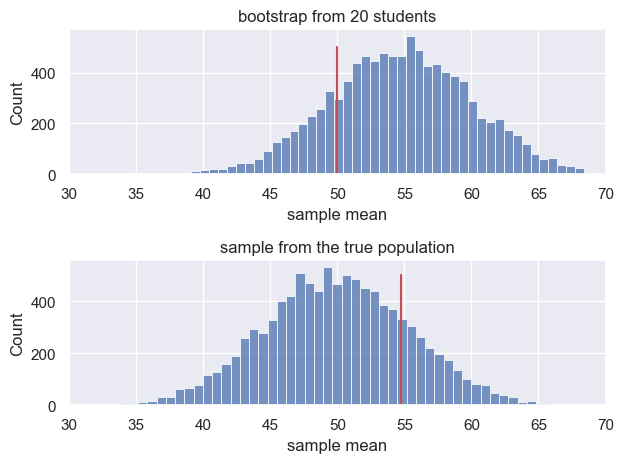 bootstrap from 20 students
Count
400
200
0
30 35 40 45 50 55 60 65 70
sample mean
sample from the true population
Count
400
200
0
30 35 40 45 50 55 60 65 70
sample mean